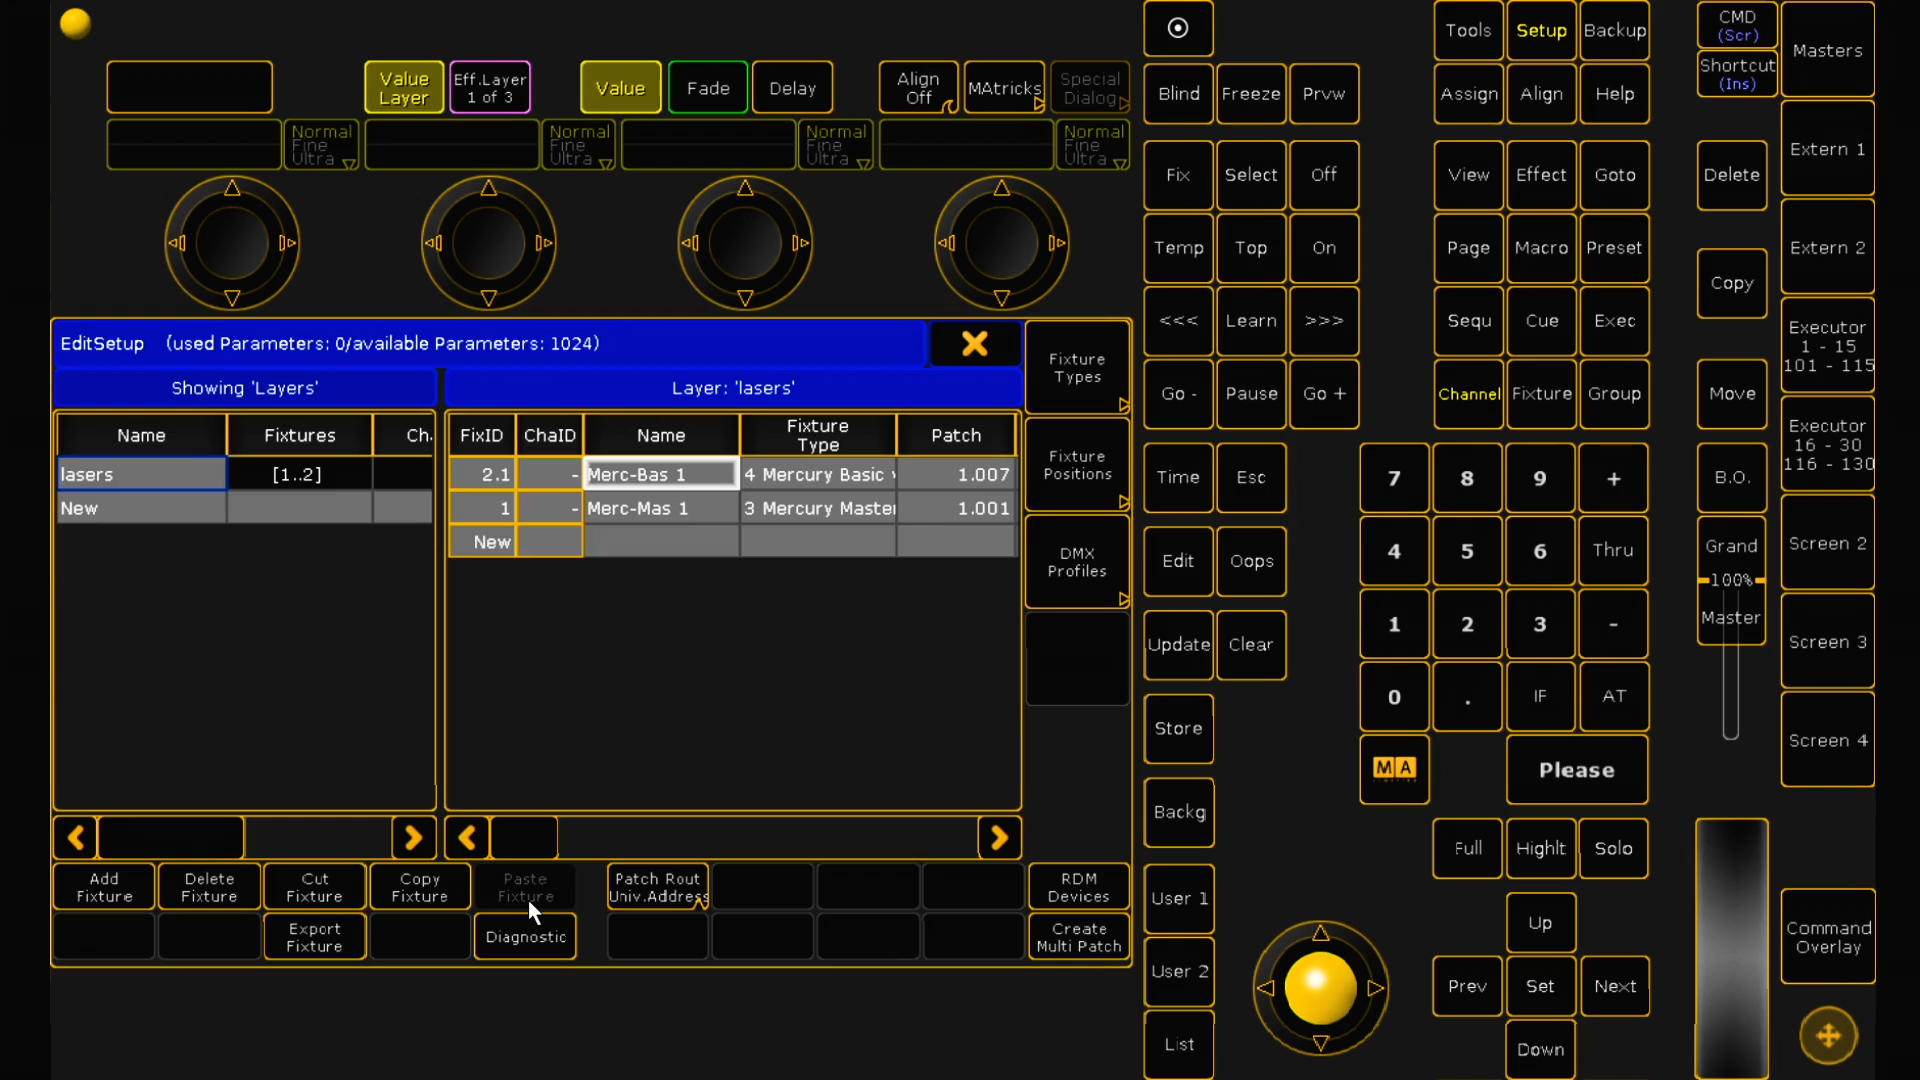 CMD
(Scr)
Shortcut
(Ins)
Masters
Tools
Setup
Backup
Value
Layer
Eff.Layer
1 of 3
Value
Fade
Delay
Align
Off
MAtricks
Special
Dialog
Blind
Freeze
Prvw
Assign
Align
Help
Normal
Fine
Ultra
Normal
Fine
Ultra
Normal
Fine
Ultra
Normal
Fine
Ultra
Extern 1
Fix
Select
Off
View
Effect
Goto
Delete
Temp
Top
On
Page
Macro
Preset
Extern 2
Copy
<<<
Learn
>>>
Sequ
Cue
Exec
Executor
1 - 15
101 - 115
EditSetup (used Parameters: 0/available Parameters: 1024)
Fixture
Types
Showing 'Layers'
Layer: 'lasers'
Go -
Pause
Go +
Channel
Fixture
Group
Move
Name
Fixtures
Ch.
FixID
ChaID
Name
Fixture
Type
Patch
Fixture
Positions
Executor
16 - 30
116 - 130
lasers
[1..2]
2.1
-
Merc-Bas 1
4 Mercury Basic
1.007
New
1
-
Merc-Mas 1
3 Mercury Master
1.001
New
DMX
Profiles
Time
Esc
7
8
9
+
B.O.
Edit
Oops
4
5
6
Thru
Grand
100%
Master
Screen 2
Update
Clear
1
2
3
-
Screen 3
Store
0
.
IF
AT
Screen 4
MA
Please
Backg
Full
Highlt
Solo
Add
Fixture
Delete
Fixture
Cut
Fixture
Copy
Fixture
Paste
Fixture
Patch Rout
Univ.Address
RDM
Devices
Export
Fixture
Diagnostic
Create
Multi Patch
User 1
Up
Command
Overlay
User 2
Prev
Set
Next
List
Down